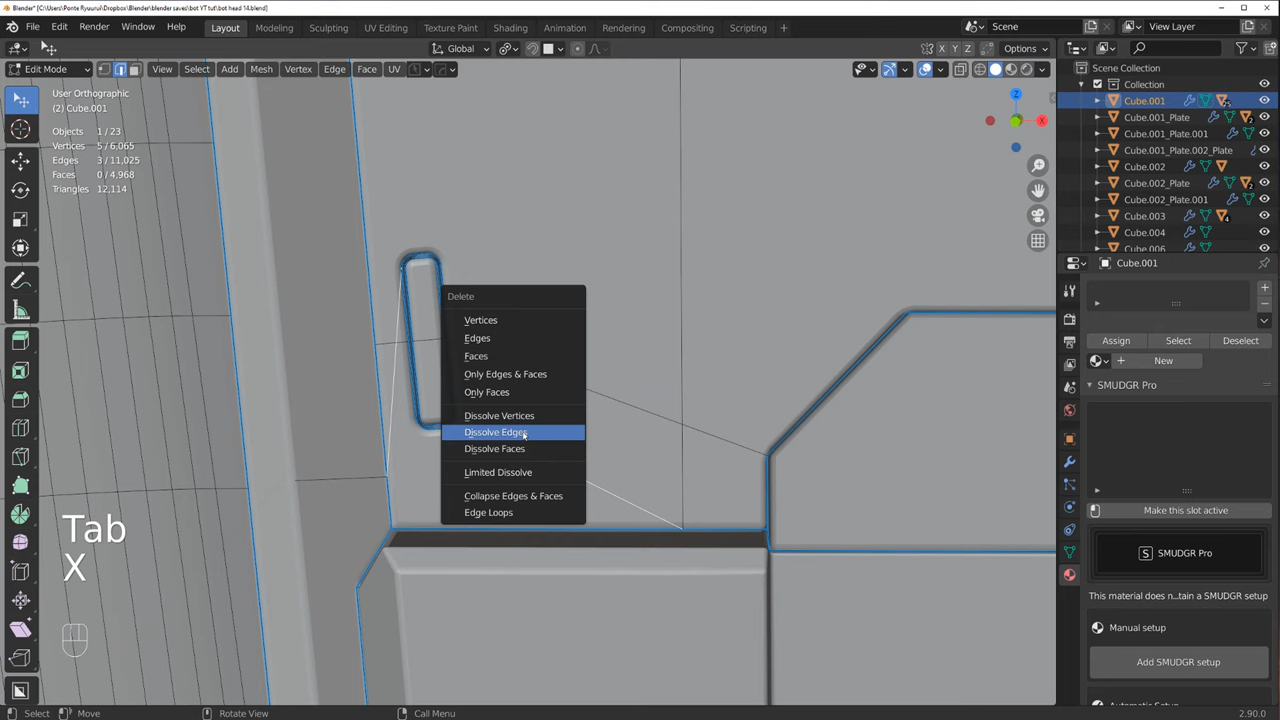 Blender* [C:\Users\Ponte Ryuurui\Dropbox\Blender\blender saves\bot YT tut\bot head 14.blend]
File Edit Render Window Help Layout Modeling Sculpting UV Editing Texture Paint Shading Animation Rendering Compositing Scripting + Scene View Layer
Global X Y Z Options
Edit Mode View Select Add Mesh Vertex Edge Face UV
User Orthographic
(2) Cube.001
Objects 1 / 23
Vertices 5 / 6,065
Edges 3 / 11,025
Faces 0 / 4,968
Triangles 12,114
Z
X
Delete
Vertices
Edges
Faces
Only Edges & Faces
Only Faces
Dissolve Vertices
Dissolve Edges
Dissolve Faces
Limited Dissolve
Collapse Edges & Faces
Edge Loops
Tab
X
Scene Collection
Collection
Cube.001 25
Cube.001_Plate 2
Cube.001_Plate.001
Cube.001_Plate.002_Plate
Cube.002
Cube.002_Plate 2
Cube.002_Plate.001
Cube.003 4
Cube.004
Cube.006
Cube.001
Assign Select Deselect
New
SMUDGR Pro
Make this slot active
S SMUDGR Pro
This material does n...tain a SMUDGR setup
Manual setup
Add SMUDGR setup
Select Move Rotate View Call Menu 2.90.0